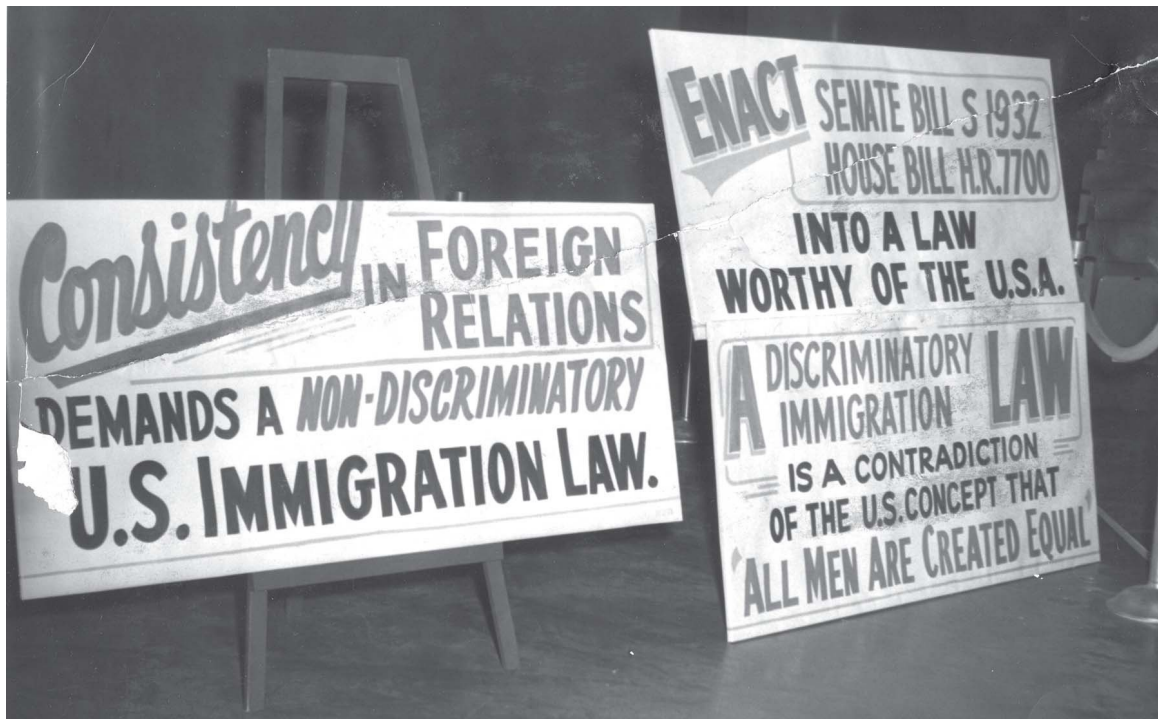 Consistency IN FOREIGN
RELATIONS
DEMANDS A NON-DISCRIMINATORY
U.S. IMMIGRATION LAW.
ENACT SENATE BILL S 1932
HOUSE BILL H.R. 7700
INTO A LAW
WORTHY OF THE U.S.A.
A DISCRIMINATORY LAW
IMMIGRATION
IS A CONTRADICTION
OF THE U.S. CONCEPT THAT
'ALL MEN ARE CREATED EQUAL'